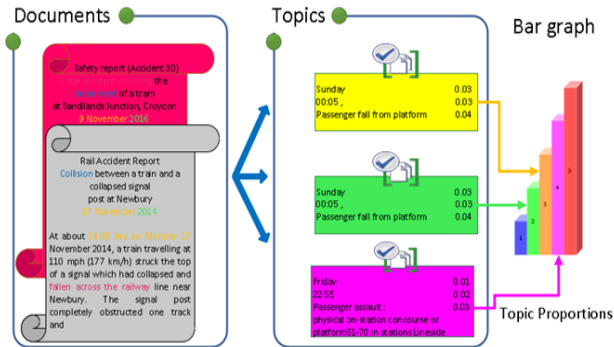 Documents
Topics
Bar graph
Safety report (Accident 30)
the
of a tram
at Sandilands Junction, Croydon
9 November 2016
Rail Accident Report
Collision between a train and a
collapsed signal
post at Newbury
17 November 2014
At about
November 2014, a train travelling at
110 mph (177 km/h) struck the top
of a signal which had collapsed and
fallen across the railway line near
Newbury. The signal post
completely obstructed one track
and
Sunday 0.03
00:05 , 0.03
Passenger fall from platform 0.04
Sunday 0.03
00:05 , 0.03
Passenger fall from platform 0.04
Friday 0.01
22:55 0.02
Passenger assault : 0.03
physical on-station concourse or
platform51-70 in stations Lineside
1
2
3
4
5
Topic Proportions